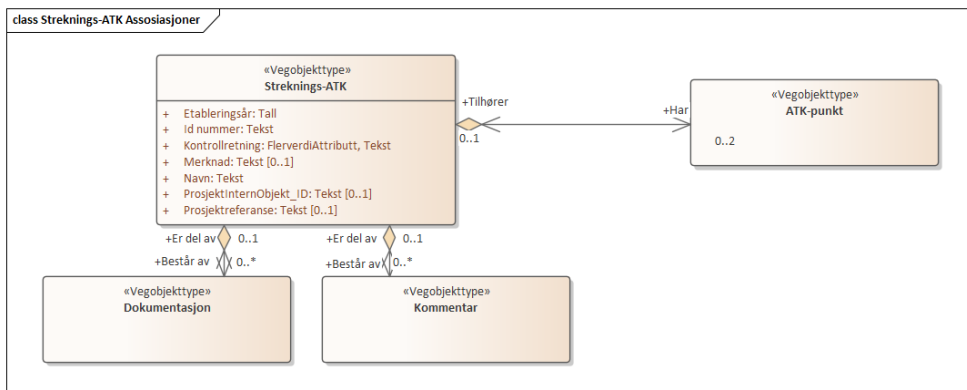 class Streknings-ATK Assosiasjoner
«Vegobjekttype»
Streknings-ATK
+ Etableringsår: Tall
+ Id nummer: Tekst
+ Kontrollretning: FlerverdiAttributt, Tekst
+ Merknad: Tekst [0..1]
+ Navn: Tekst
+ ProsjektInternObjekt_ID: Tekst [0..1]
+ Prosjektreferanse: Tekst [0..1]
+Tilhører
0..1
+Har
«Vegobjekttype»
ATK-punkt
0..2
+Er del av 0..1
+Består av 0..*
+Er del av 0..1
+Består av 0..*
«Vegobjekttype»
Dokumentasjon
«Vegobjekttype»
Kommentar